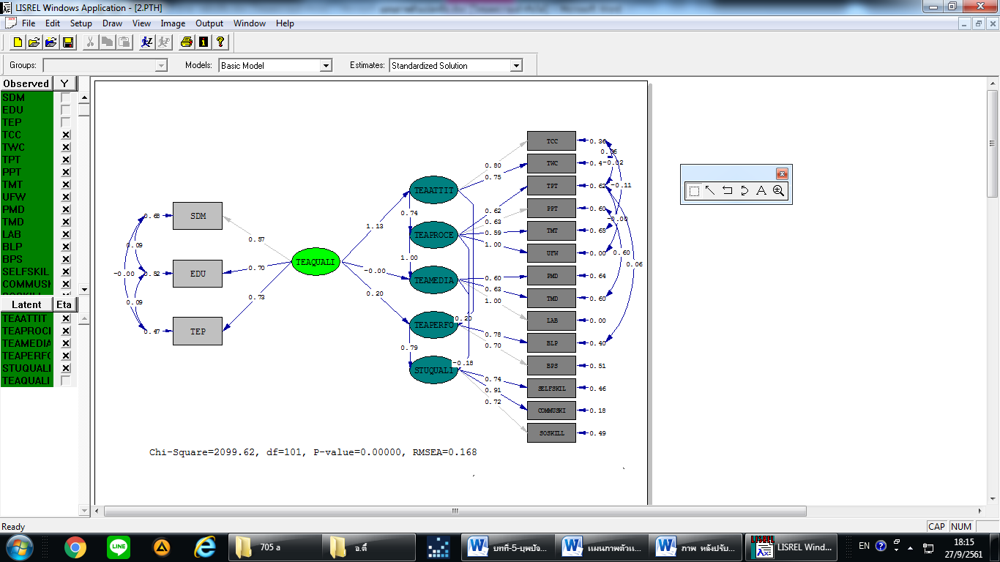 LISREL Windows Application - [2.PTH]
File Edit Setup Draw View Image Output Window Help
Groups: Models: Basic Model Estimates: Standardized Solution
Observed Y
SDM
EDU
TEP
TCC
TWC
TPT
PPT
TMT
UFW
PMD
TMD
LAB
BLP
BPS
SELFSKIL
COMMUSKI
Latent Eta
TEAATTIT
TEAPROCE
TEAMEDIA
TEAPERFO
STUQUALI
TEAQUALI
0.68
SDM
0.09
-0.00
0.52
EDU
0.09
0.47
TEP
0.57
0.70
0.73
TEAQUALI
1.13
-0.00
0.20
TEAATTIT
0.74
TEAPROCE
1.00
TEAMEDIA
TEAPERFO
0.20
0.79
STUQUALI
-0.18
0.80
0.75
0.62
0.63
0.59
1.00
0.60
0.63
1.00
0.78
0.70
0.74
0.91
0.72
TCC 0.36
TWC 0.4 -0.02
TPT 0.62 -0.11
PPT 0.60
-0.00
TMT 0.65
UFW 0.00 0.60
0.06
PMD 0.64
TMD 0.60
LAB 0.00
BLP 0.40
BPS 0.51
SELFSKIL 0.46
COMMUSKI 0.18
SOSKILL 0.49
Chi-Square=2099.62, df=101, P-value=0.00000, RMSEA=0.168
Ready CAP NUM
705 a
อ.ตี๋
บทที่-5-บุพปัจ...
แผนภาพตัวแ...
ภาพ หลังปรับ...
LISREL Wind...
EN
18:15
27/9/2561